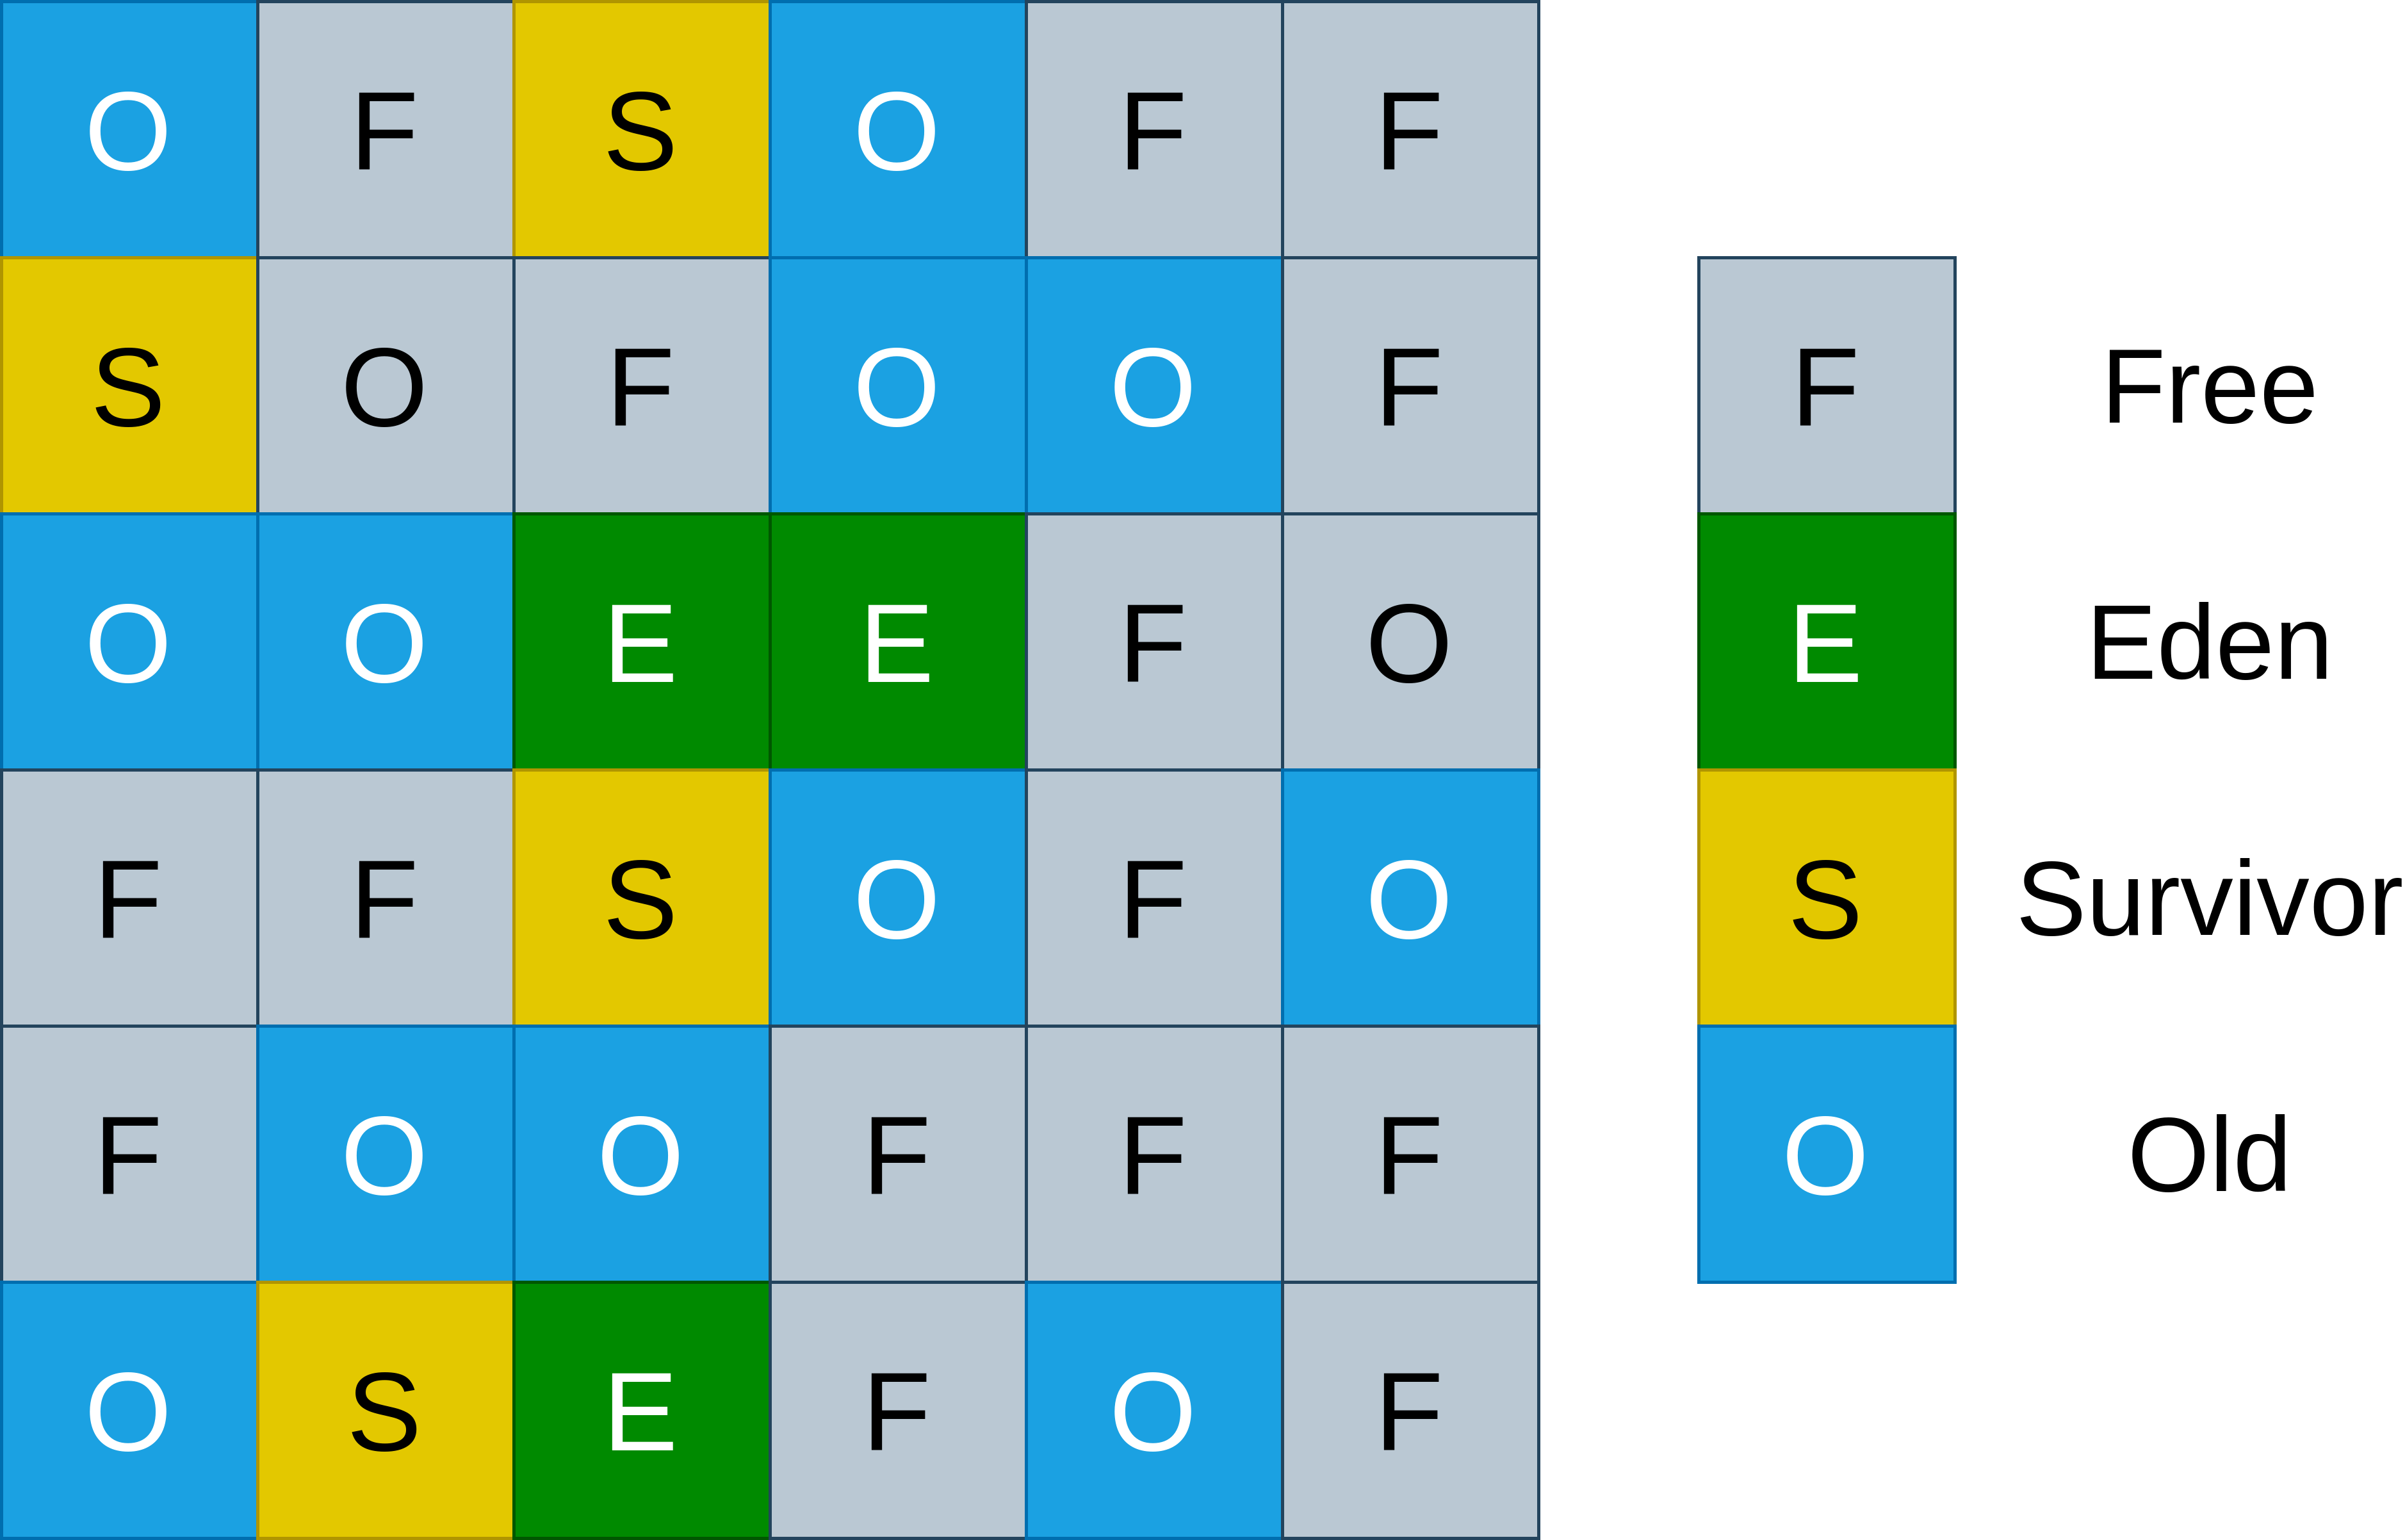 O F S O F F
S O F O O F F Free
O O E E F O E Eden
F F S O F O S Survivor
F O O F F F O Old
O S E F O F